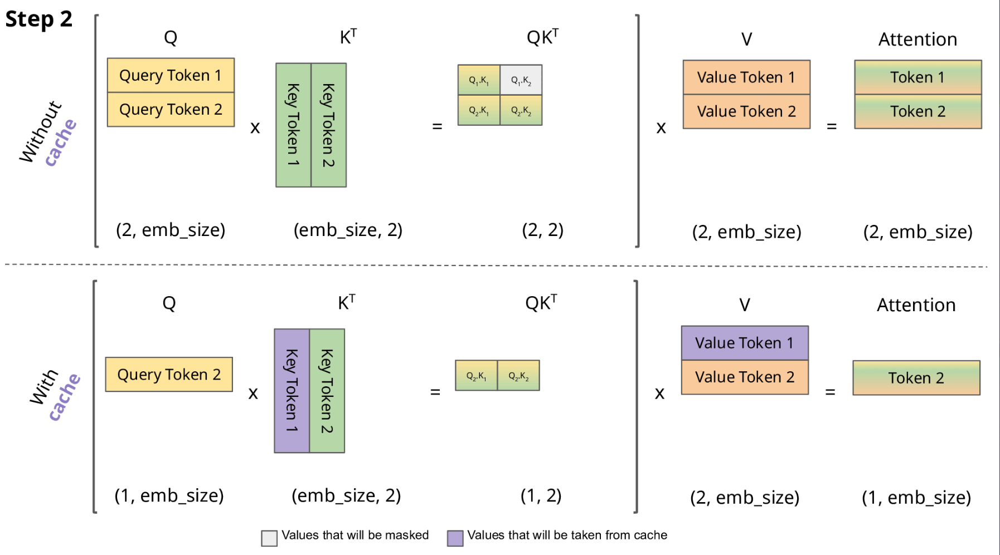 Step 2
Without
cache
Q
K^T
QK^T
V
Attention
Query Token 1
Query Token 2
x
Key Token 1
Key Token 2
=
Q1.K1
Q1.K2
Q2.K1
Q2.K2
x
Value Token 1
Value Token 2
=
Token 1
Token 2
(2, emb_size)
(emb_size, 2)
(2, 2)
(2, emb_size)
(2, emb_size)
With
cache
Q
K^T
QK^T
V
Attention
Query Token 2
x
Key Token 1
Key Token 2
=
Q2.K1
Q2.K2
x
Value Token 1
Value Token 2
=
Token 2
(1, emb_size)
(emb_size, 2)
(1, 2)
(2, emb_size)
(1, emb_size)
Values that will be masked
Values that will be taken from cache